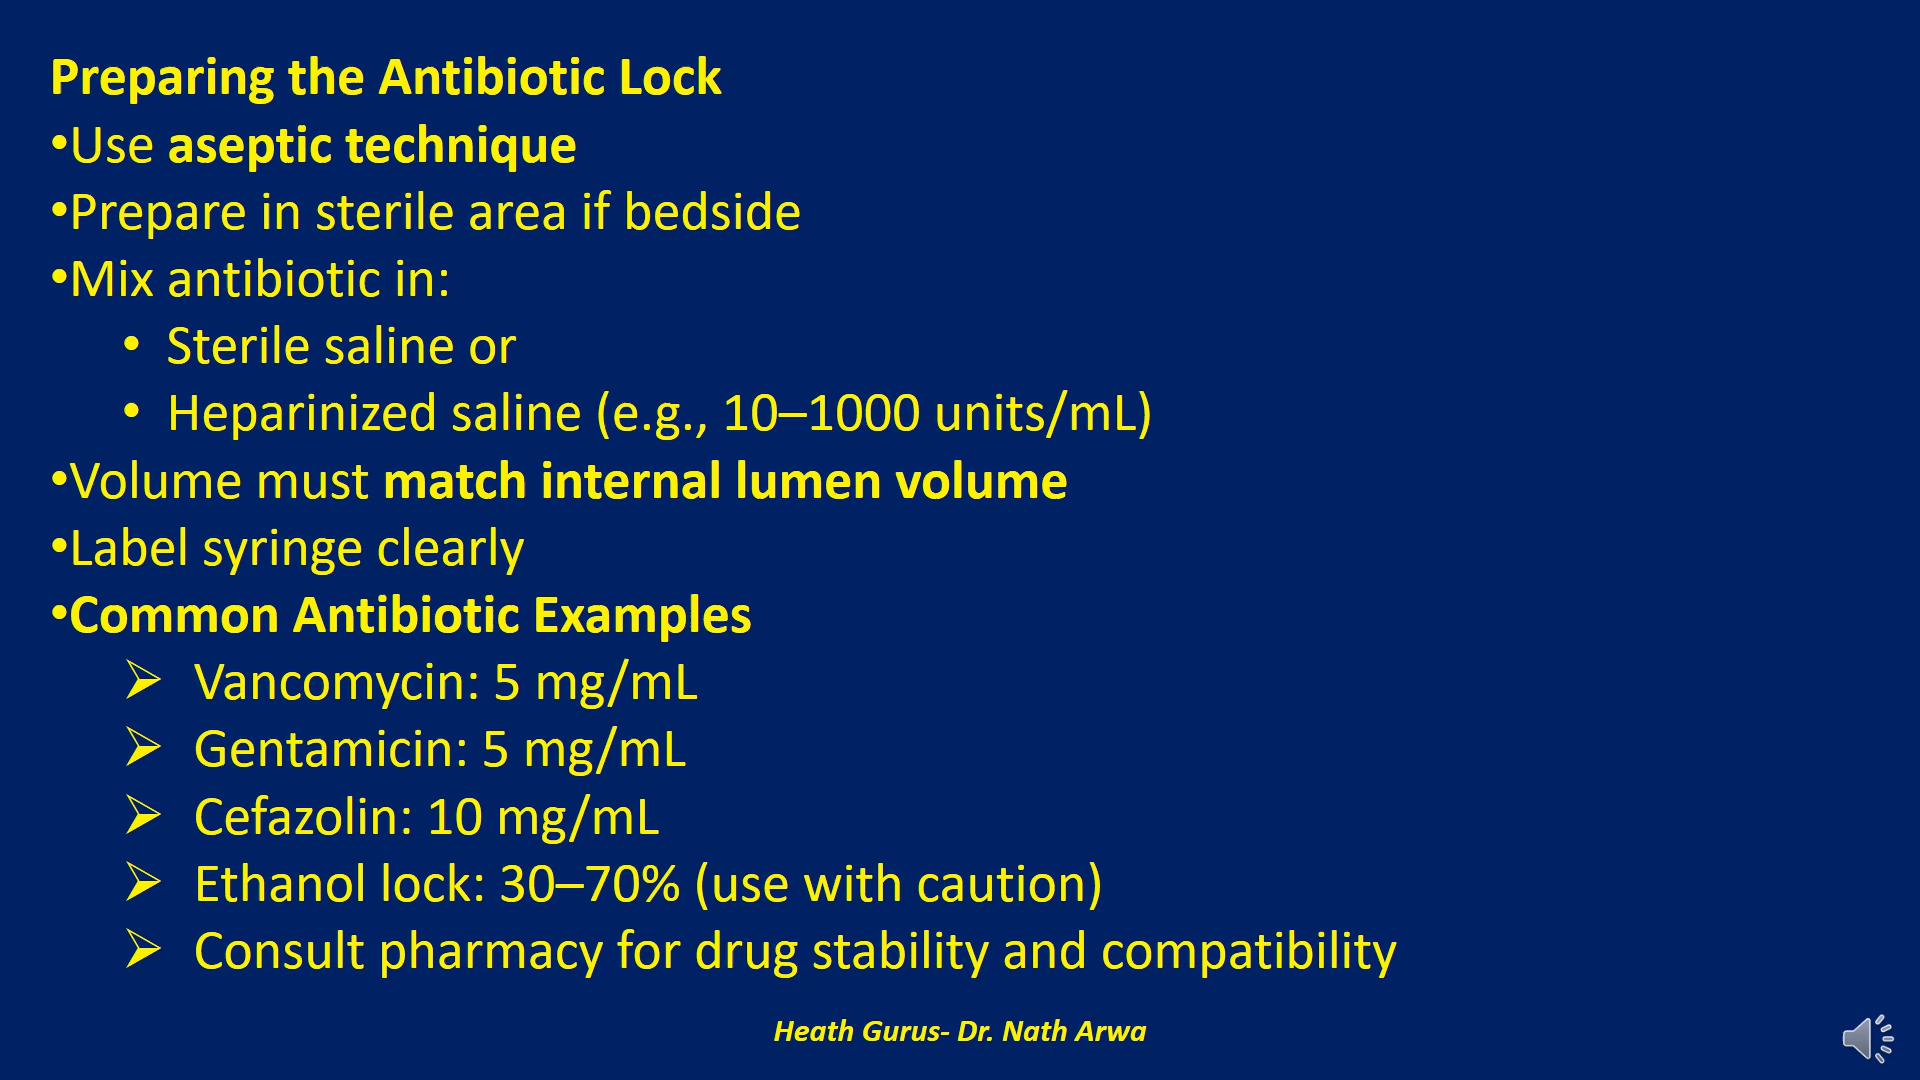 Preparing the Antibiotic Lock
•Use aseptic technique
•Prepare in sterile area if bedside
•Mix antibiotic in:
• Sterile saline or
• Heparinized saline (e.g., 10–1000 units/mL)
•Volume must match internal lumen volume
•Label syringe clearly
•Common Antibiotic Examples
➢ Vancomycin: 5 mg/mL
➢ Gentamicin: 5 mg/mL
➢ Cefazolin: 10 mg/mL
➢ Ethanol lock: 30–70% (use with caution)
➢ Consult pharmacy for drug stability and compatibility
Heath Gurus- Dr. Nath Arwa